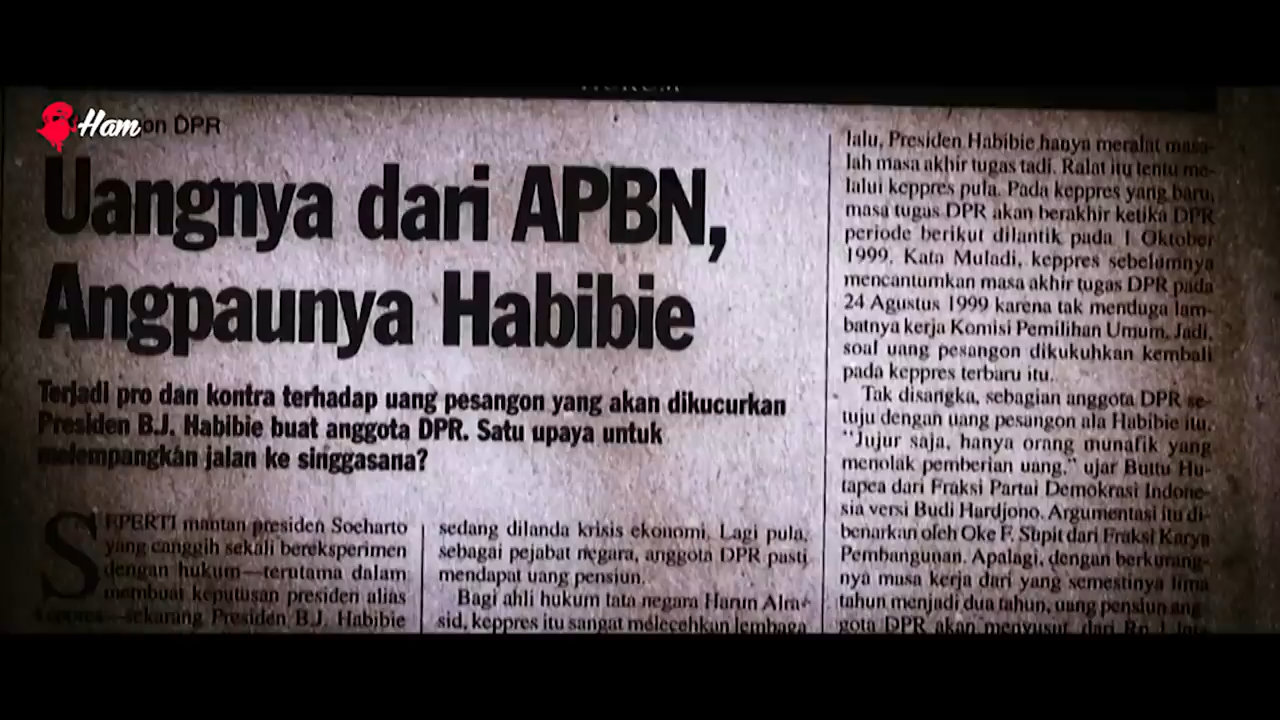 HUKUM
Ham
on DPR
Uangnya dari APBN,
Angpaunya Habibie
Terjadi pro dan kontra terhadap uang pesangon yang akan dikucurkan
Presiden B.J. Habibie buat anggota DPR. Satu upaya untuk
melempangkan jalan ke singgasana?
SEPERTI mantan presiden Soeharto
yang canggih sekali bereksperimen
dengan hukum—terutama dalam
membuat keputusan presiden alias
keppres—sekarang Presiden B.J. Habibie
sedang dilanda krisis ekonomi. Lagi pula,
sebagai pejabat negara, anggota DPR pasti
mendapat uang pensiun.
Bagi ahli hukum tata negara Harun Alra-
sid, keppres itu sangat melecehkan lembaga
lalu, Presiden Habibie hanya meralat masa-
lah masa akhir tugas tadi. Ralat itu tentu me-
lalui keppres pula. Pada keppres yang baru,
masa tugas DPR akan berakhir ketika DPR
periode berikut dilantik pada 1 Oktober
1999. Kata Muladi, keppres sebelumnya
mencantumkan masa akhir tugas DPR pada
24 Agustus 1999 karena tak menduga lam-
batnya kerja Komisi Pemilihan Umum. Jadi,
soal uang pesangon dikukuhkan kembali
pada keppres terbaru itu.
Tak disangka, sebagian anggota DPR se-
tuju dengan uang pesangon ala Habibie itu.
"Jujur saja, hanya orang munafik yang
menolak pemberian uang," ujar Buttu Hu-
tapea dari Fraksi Partai Demokrasi Indone-
sia versi Budi Hardjono. Argumentasi itu di-
benarkan oleh Oke F. Supit dari Fraksi Karya
Pembangunan. Apalagi, dengan berkurang-
nya masa kerja dari yang semestinya lima
tahun menjadi dua tahun, uang pensiun ang-
gota DPR akan menyusut, dari Rp 1 juta